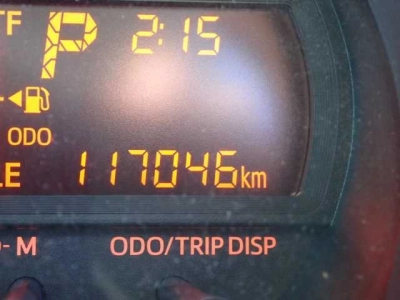 P 2:15
ODO
117046km
- M ODO/TRIP DISP